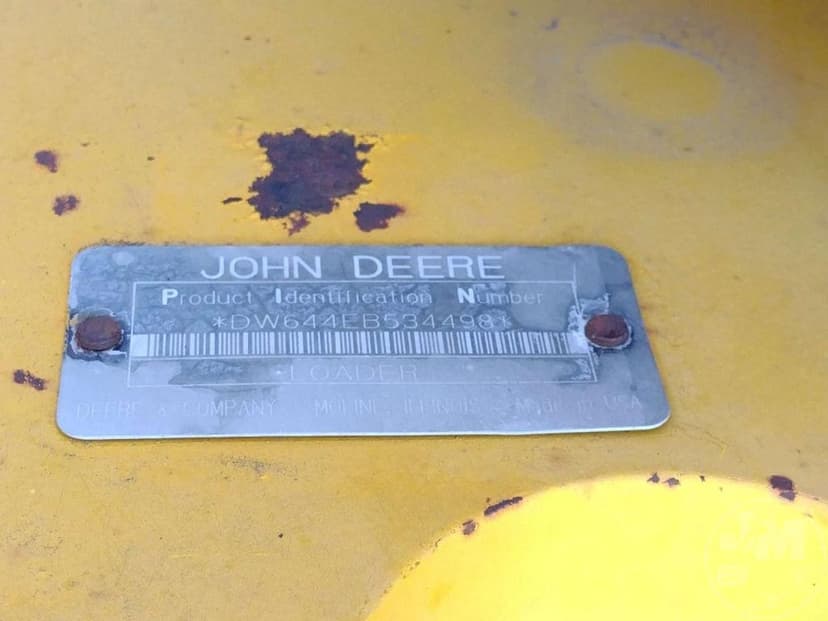 JOHN DEERE
Product Identification Number
*DW644EB534498*
LOADER
DEERE & COMPANY MOLINE, ILLINOIS MADE IN USA